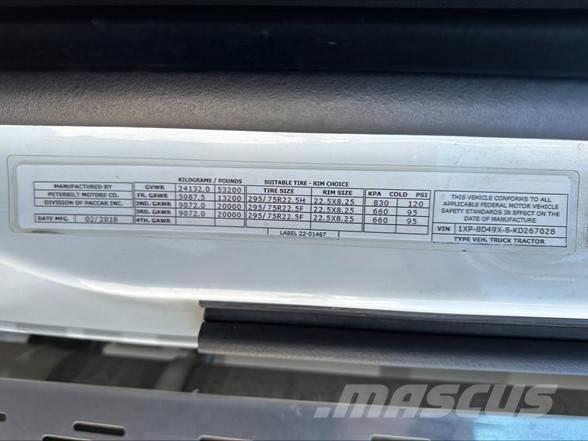 MANUFACTURED BY
PETERBILT MOTORS CO.
DIVISION OF PACCAR INC.
DATE MFG. 02/2018
KILOGRAMS / POUNDS
GVWR 24132.0 53200
FR. GAWR 5987.5 13200
2ND. GAWR 9072.0 20000
3RD. GAWR 9072.0 20000
4TH. GAWR
SUITABLE TIRE - RIM CHOICE
TIRE SIZE RIM SIZE KPA COLD PSI
295/75R22.5H 22.5X8.25 830 120
295/75R22.5F 22.5X8.25 660 95
295/75R22.5F 22.5X8.25 660 95
LABEL 22-01467
THIS VEHICLE CONFORMS TO ALL
APPLICABLE FEDERAL MOTOR VEHICLE
SAFETY STANDARDS IN EFFECT ON
DATE OF MANUFACTURE
VIN 1XP-BD49X-8-KD267028
TYPE VEH. TRUCK TRACTOR
MASCUS